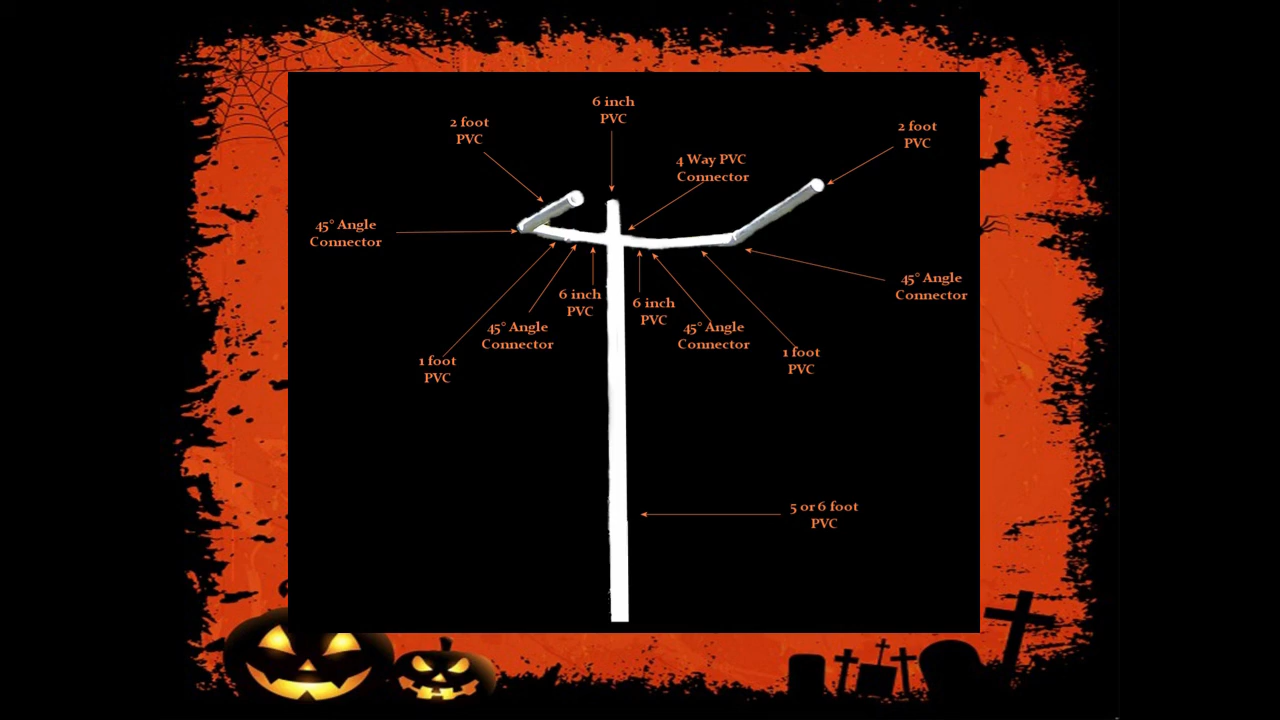 6 inch
PVC
2 foot
PVC
2 foot
PVC
4 Way PVC
Connector
45° Angle
Connector
45° Angle
Connector
6 inch
PVC
6 inch
PVC
45° Angle
Connector
45° Angle
Connector
1 foot
PVC
1 foot
PVC
5 or 6 foot
PVC